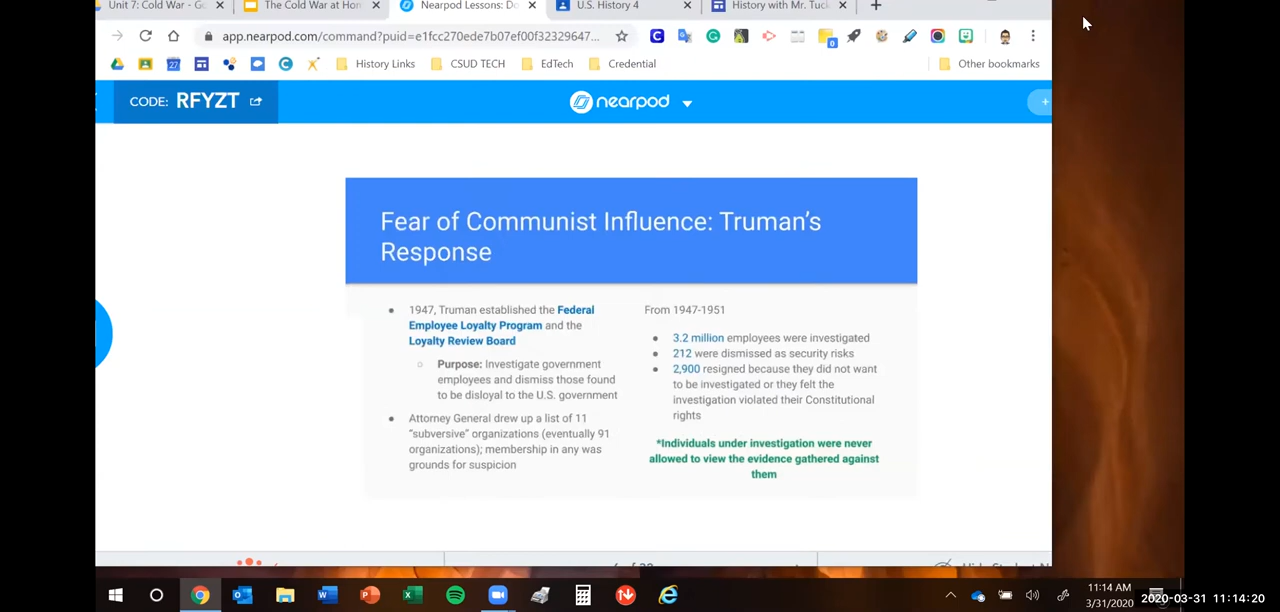 Unit 7: Cold War - G
The Cold War at Hon
Nearpod Lessons: Do
U.S. History 4
History with Mr. Tuck
app.nearpod.com/command?puid=e1fcc270ede7b07ef00f32329647...
History Links
CSUD TECH
EdTech
Credential
Other bookmarks
CODE: RFYZT
nearpod
Fear of Communist Influence: Truman's
Response
1947, Truman established the Federal
Employee Loyalty Program and the
Loyalty Review Board
Purpose: Investigate government
employees and dismiss those found
to be disloyal to the U.S. government
Attorney General drew up a list of 11
"subversive" organizations (eventually 91
organizations); membership in any was
grounds for suspicion
From 1947-1951
3.2 million employees were investigated
212 were dismissed as security risks
2,900 resigned because they did not want
to be investigated or they felt the
investigation violated their Constitutional
rights
*Individuals under investigation were never
allowed to view the evidence gathered against
them
11:14 AM
3/31/2020
2020-03-31 11:14:20